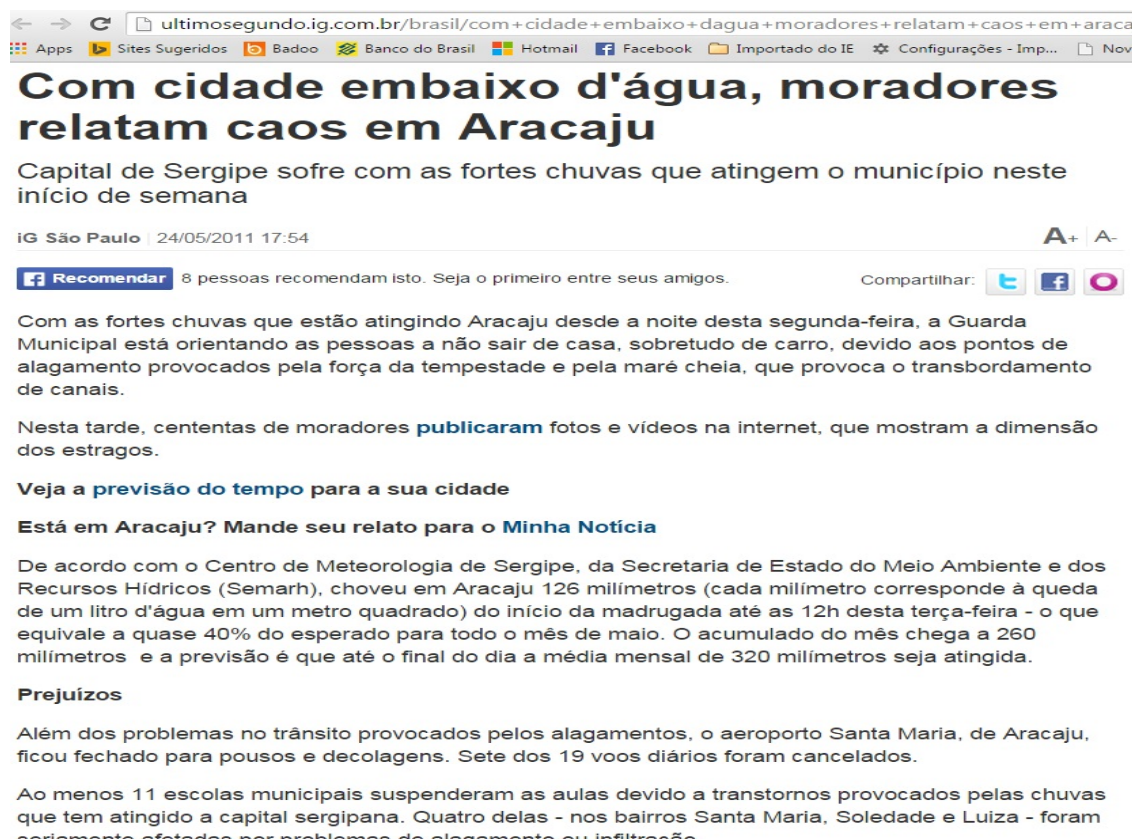 ultimosegundo.ig.com.br/brasil/com+cidade+embaixo+dagua+moradores+relatam+caos+em+araca
Apps Sites Sugeridos Badoo Banco do Brasil Hotmail Facebook Importado do IE Configurações - Imp... Nov
Com cidade embaixo d'água, moradores
relatam caos em Aracaju
Capital de Sergipe sofre com as fortes chuvas que atingem o município neste
início de semana
iG São Paulo | 24/05/2011 17:54 A+ | A-
Recomendar 8 pessoas recomendam isto. Seja o primeiro entre seus amigos. Compartilhar:
Com as fortes chuvas que estão atingindo Aracaju desde a noite desta segunda-feira, a Guarda
Municipal está orientando as pessoas a não sair de casa, sobretudo de carro, devido aos pontos de
alagamento provocados pela força da tempestade e pela maré cheia, que provoca o transbordamento
de canais.
Nesta tarde, cententas de moradores publicaram fotos e vídeos na internet, que mostram a dimensão
dos estragos.
Veja a previsão do tempo para a sua cidade
Está em Aracaju? Mande seu relato para o Minha Notícia
De acordo com o Centro de Meteorologia de Sergipe, da Secretaria de Estado do Meio Ambiente e dos
Recursos Hídricos (Semarh), choveu em Aracaju 126 milímetros (cada milímetro corresponde à queda
de um litro d'água em um metro quadrado) do início da madrugada até as 12h desta terça-feira - o que
equivale a quase 40% do esperado para todo o mês de maio. O acumulado do mês chega a 260
milímetros e a previsão é que até o final do dia a média mensal de 320 milímetros seja atingida.
Prejuízos
Além dos problemas no trânsito provocados pelos alagamentos, o aeroporto Santa Maria, de Aracaju,
ficou fechado para pousos e decolagens. Sete dos 19 voos diários foram cancelados.
Ao menos 11 escolas municipais suspenderam as aulas devido a transtornos provocados pelas chuvas
que tem atingido a capital sergipana. Quatro delas - nos bairros Santa Maria, Soledade e Luiza - foram
seriamente afetadas por problemas de alagamento ou infiltração